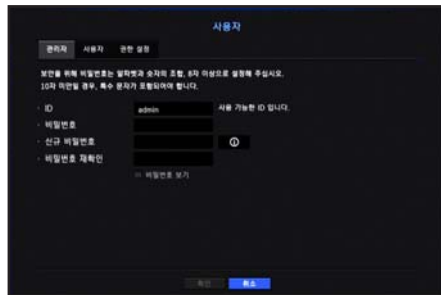 사용자
관리자 사용자 권한 설정
보안을 위해 비밀번호는 알파벳과 숫자의 조합, 8자 이상으로 설정해 주십시오.
10자 미만일 경우, 특수 문자가 포함되어야 합니다.
· ID admin 사용 가능한 ID 입니다.
· 비밀번호
· 신규 비밀번호
· 비밀번호 재확인
비밀번호 보기
확인 취소